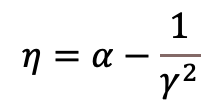 η = α − 1/γ²